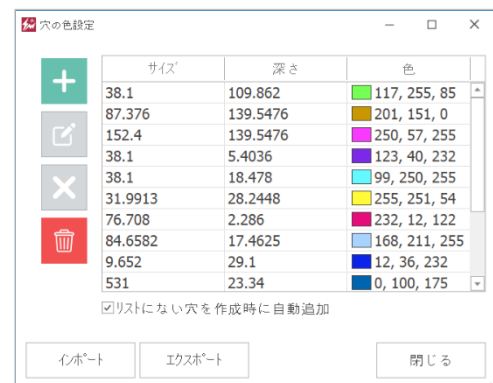 穴の色設定
サイズ 深さ 色
38.1 109.862 117, 255, 85
87.376 139.5476 201, 151, 0
152.4 139.5476 250, 57, 255
38.1 5.4036 123, 40, 232
38.1 18.478 99, 250, 255
31.9913 28.2448 255, 251, 54
76.708 2.286 232, 12, 122
84.6582 17.4625 168, 211, 255
9.652 29.1 12, 36, 232
531 23.34 0, 100, 175
リストにない穴を作成時に自動追加
インポート エクスポート 閉じる